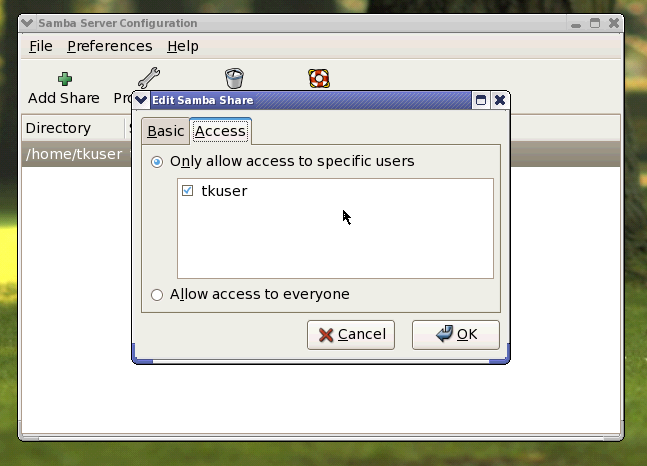 Samba Server Configuration
File Preferences Help
Add Share
Edit Samba Share
Directory
Basic Access
/home/tkuser
Only allow access to specific users
tkuser
Allow access to everyone
Cancel OK